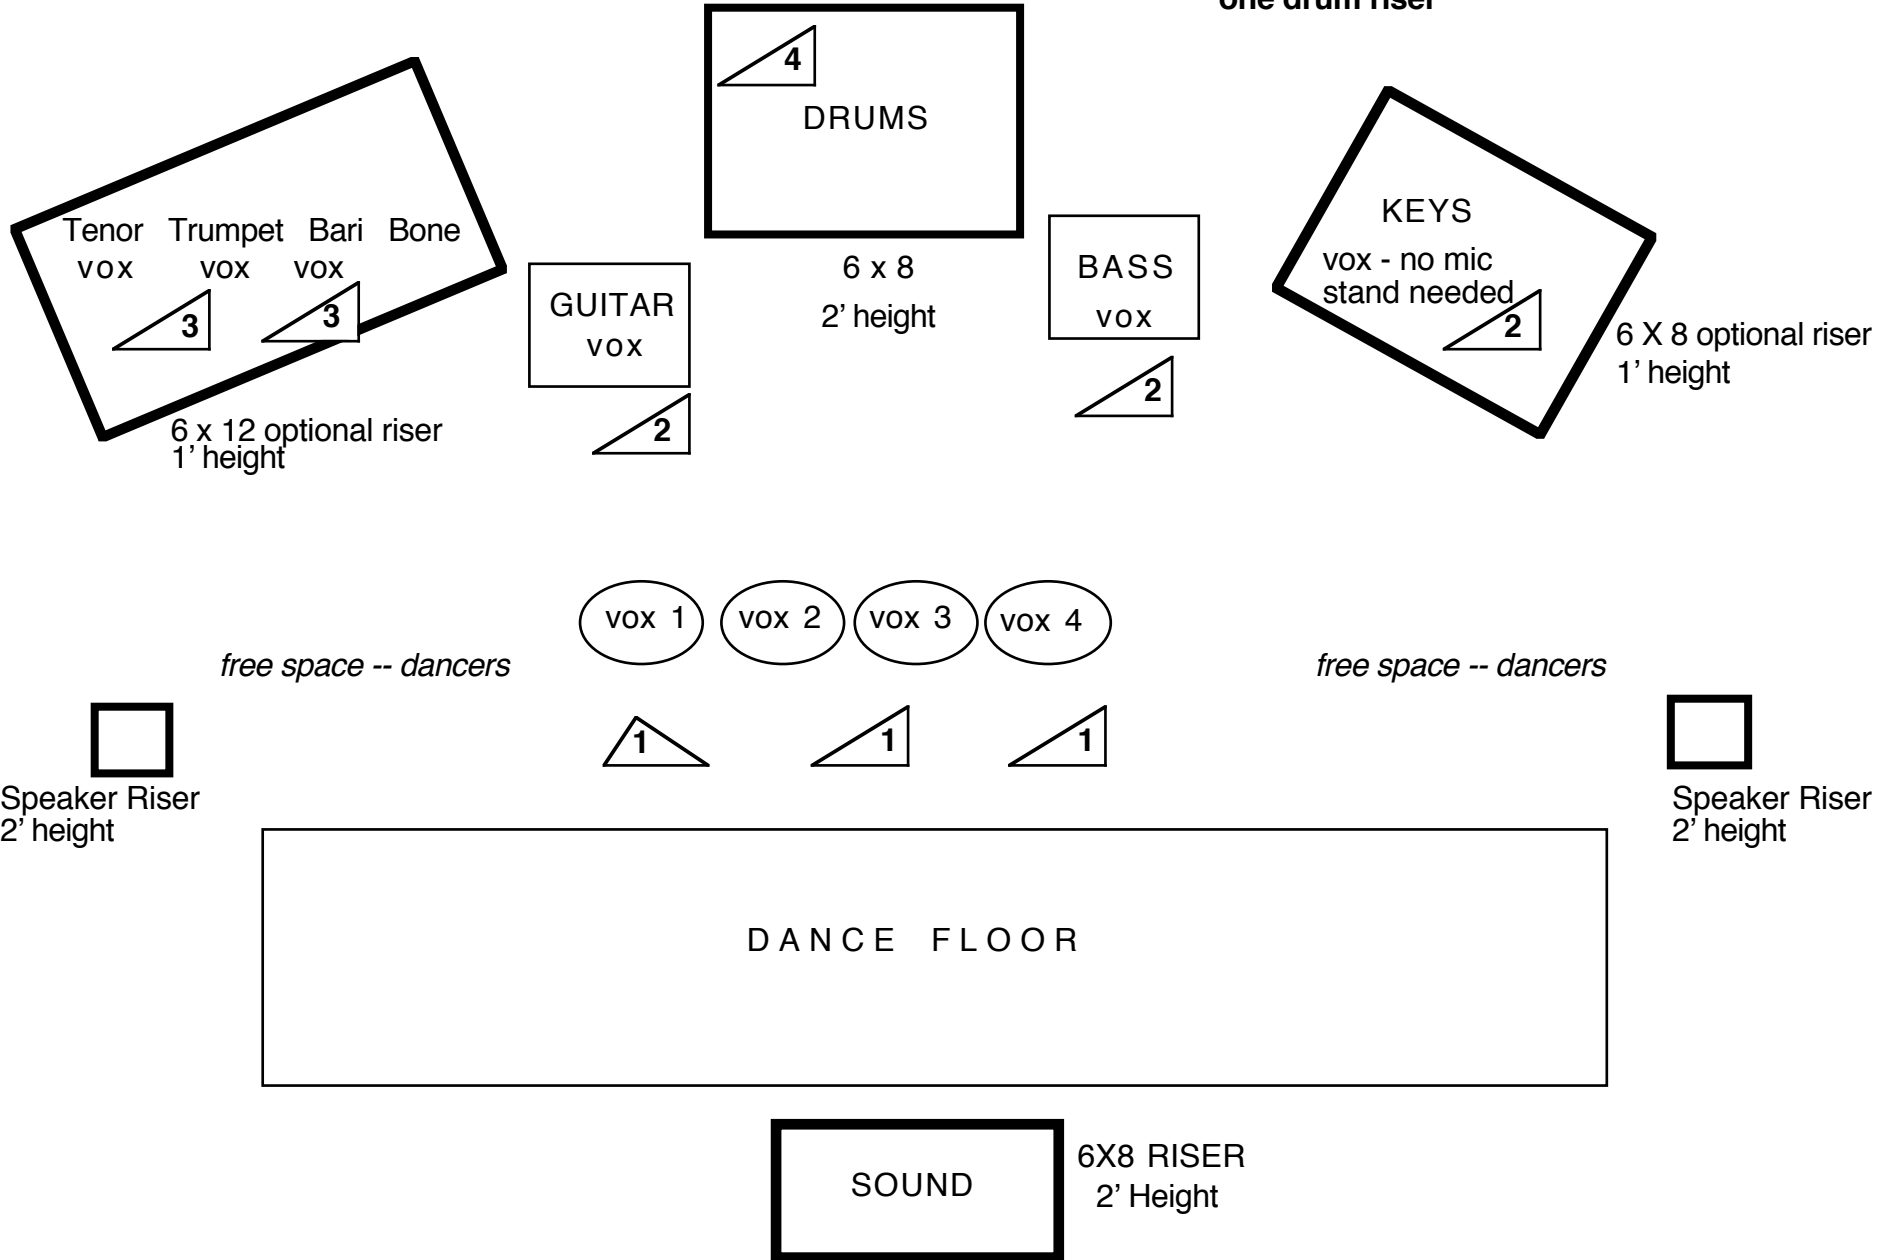 one drum riser
4
DRUMS
Tenor Trumpet Bari Bone
vox vox vox
3 3
6 x 12 optional riser
1' height
GUITAR
vox
2
6 x 8
2' height
BASS
vox
2
KEYS
vox - no mic
stand needed
2
6 X 8 optional riser
1' height
vox 1 vox 2 vox 3 vox 4
free space -- dancers
free space -- dancers
1 1 1
Speaker Riser
2' height
Speaker Riser
2' height
DANCE FLOOR
SOUND
6X8 RISER
2' Height